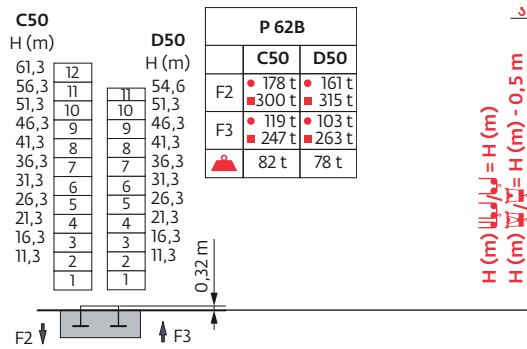 C50
H (m)
61,3
56,3
51,3
46,3
41,3
36,3
31,3
26,3
21,3
16,3
11,3
12
11
10
9
8
7
6
5
4
3
2
1
D50
H (m)
54,6
51,3
46,3
41,3
36,3
31,3
26,3
21,3
16,3
11,3
11
10
9
8
7
6
5
4
3
2
1
P 62B
C50 D50
F2 178 t 161 t
300 t 315 t
F3 119 t 103 t
247 t 263 t
82 t 78 t
0,32 m
F2
F3
H (m) / = H (m)
H (m) / = H (m) - 0,5 m